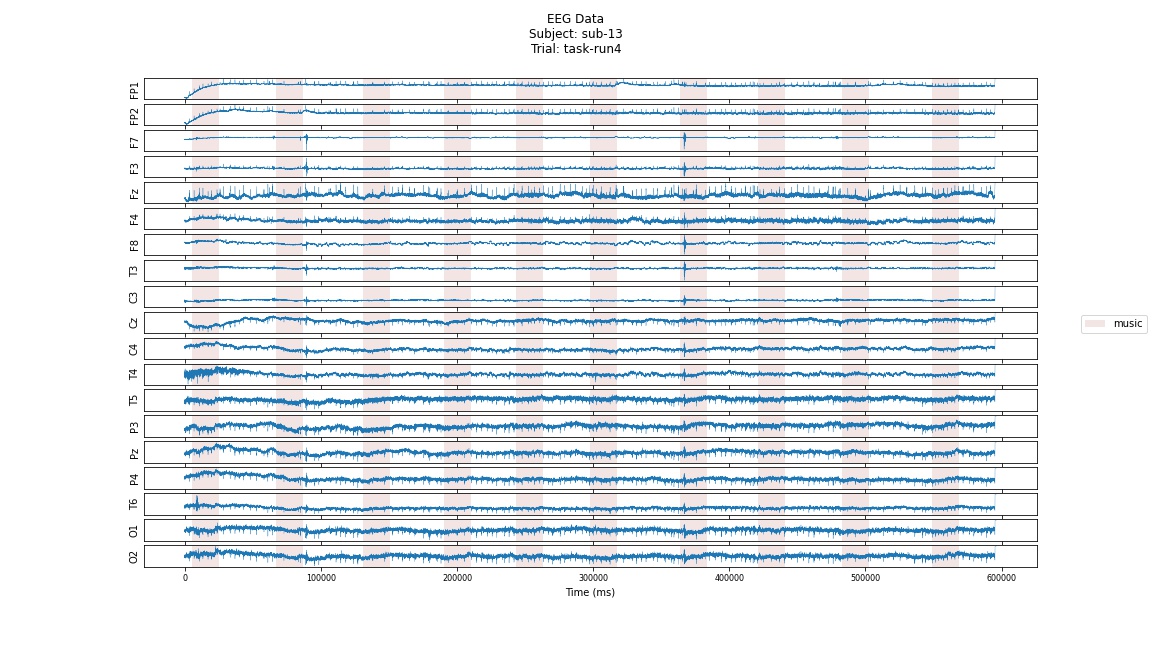 EEG Data
Subject: sub-13
Trial: task-run4
FP1
FP2
F7
F3
Fz
F4
F8
T3
C3
Cz
C4
T4
T5
P3
Pz
P4
T6
O1
O2
music
0 100000 200000 300000 400000 500000 600000
Time (ms)